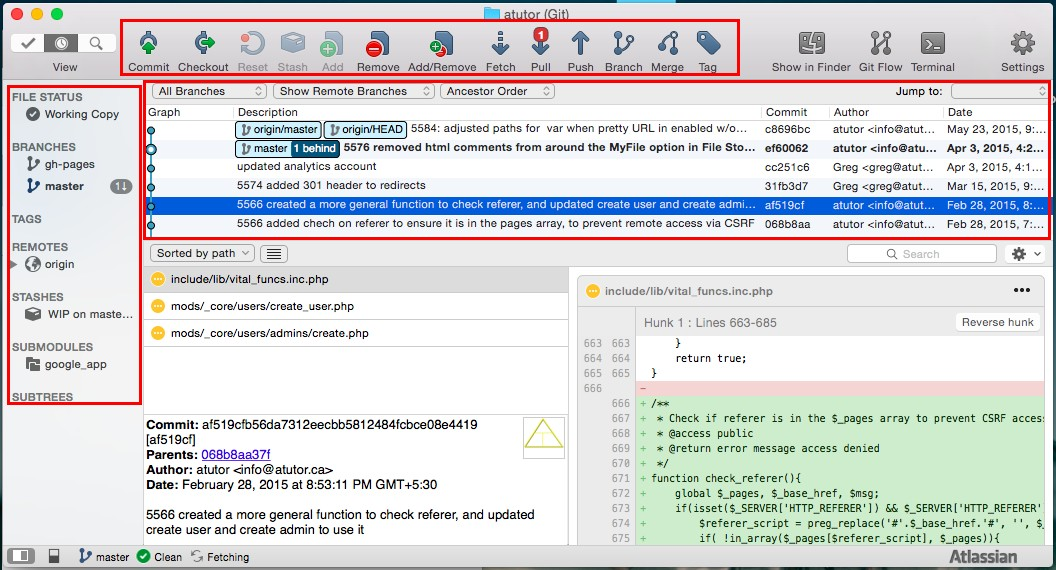 atutor (Git)
View
Commit Checkout Reset Stash Add Remove Add/Remove Fetch 1 Pull Push Branch Merge Tag
Show in Finder Git Flow Terminal Settings
FILE STATUS
Working Copy
BRANCHES
gh-pages
master 1↓
TAGS
REMOTES
origin
STASHES
WIP on maste...
SUBMODULES
google_app
SUBTREES
All Branches Show Remote Branches Ancestor Order Jump to:
Graph Description Commit Author Date
origin/master origin/HEAD 5584: adjusted paths for var when pretty URL in enabled w/o... c8696bc atutor <info@atut... May 23, 2015, 9:...
master 1 behind 5576 removed html comments from around the MyFile option in File Sto... ef60062 atutor <info@atu... Apr 3, 2015, 4:2...
updated analytics account cc251c6 Greg <greg@atut... Apr 3, 2015, 4:1...
5574 added 301 header to redirects 31fb3d7 Greg <greg@atut... Mar 15, 2015, 9:...
5566 created a more general function to check referer, and updated create user and create admi... af519cf atutor <info@atut... Feb 28, 2015, 8:...
5566 added chech on referer to ensure it is in the pages array, to prevent remote access via CSRF 068b8aa atutor <info@atut... Feb 28, 2015, 7:...
Sorted by path Search
include/lib/vital_funcs.inc.php
mods/_core/users/create_user.php
mods/_core/users/admins/create.php
Commit: af519cfb56da7312eecbb5812484fcbce08e4419
[af519cf]
Parents: 068b8aa37f
Author: atutor <info@atutor.ca>
Date: February 28, 2015 at 8:53:11 PM GMT+5:30
5566 created a more general function to check referer, and updated
create user and create admin to use it
include/lib/vital_funcs.inc.php
Hunk 1 : Lines 663-685 Reverse hunk
663 663 }
664 664 return true;
665 665 }
666 -
666 + /**
667 + * Check if referer is in the $_pages array to prevent CSRF acces
668 + * @access public
669 + * @return error message access denied
670 + */
671 + function check_referer(){
672 + global $_pages, $_base_href, $msg;
673 + if(isset($_SERVER['HTTP_REFERER']) && $_SERVER['HTTP_REFERER'
674 + $referer_script = preg_replace('#'.$_base_href.'#', '', $_
675 + if( !in_array($_pages[$referer_script], $_pages)){
master Clean Fetching
Atlassian